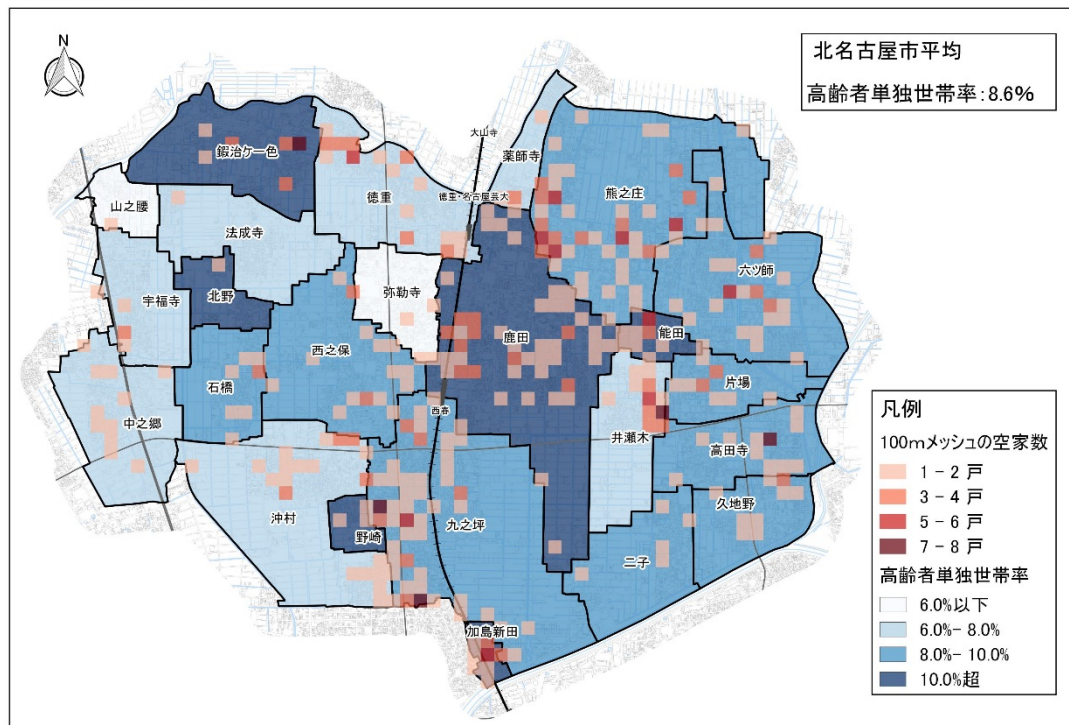 N
北名古屋市平均
高齢者単独世帯率:8.6%
大山寺
薬師寺
鍜治ケ一色
熊之庄
徳重
徳重・名古屋芸大
山之腰
法成寺
六ツ師
北野
弥勒寺
宇福寺
鹿田
能田
西之保
片場
石橋
西春
中之郷
井瀬木
高田寺
久地野
沖村
九之坪
野崎
二子
加島新田
凡例
100mメッシュの空家数
1-2戸
3-4戸
5-6戸
7-8戸
高齢者単独世帯率
6.0%以下
6.0%-8.0%
8.0%-10.0%
10.0%超